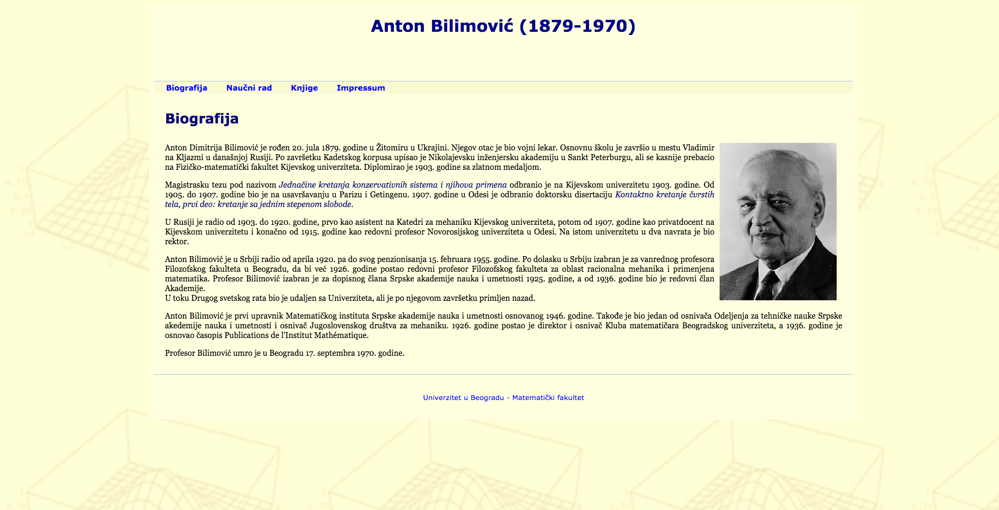 Anton Bilimović (1879-1970)
Biografija Naučni rad Knjige Impressum
Biografija
Anton Dimitrija Bilimović je rođen 20. jula 1879. godine u Žitomiru u Ukrajini. Njegov otac je bio vojni lekar. Osnovnu školu je završio u mestu Vladimir
na Kljazmi u današnjoj Rusiji. Po završetku Kadetskog korpusa upisao je Nikolajevsku inženjersku akademiju u Sankt Peterburgu, ali se kasnije prebacio
na Fizičko-matematički fakultet Kijevskog univerziteta. Diplomirao je 1903. godine sa zlatnom medaljom.
Magistrasku tezu pod nazivom Jednačine kretanja konzervativnih sistema i njihova primena odbranio je na Kijevskom univerzitetu 1903. godine. Od
1905. do 1907. godine bio je na usavršavanju u Parizu i Getingenu. 1907. godine u Odesi je odbranio doktorsku disertaciju Kontaktno kretanje čvrstih
tela, prvi deo: kretanje sa jednim stepenom slobode.
U Rusiji je radio od 1903. do 1920. godine, prvo kao asistent na Katedri za mehaniku Kijevskog univerziteta, potom od 1907. godine kao privatdocent na
Kijevskom univerzitetu i konačno od 1915. godine kao redovni profesor Novorosijskog univerziteta u Odesi. Na istom univerzitetu u dva navrata je bio
rektor.
Anton Bilimović je u Srbiji radio od aprila 1920. pa do svog penzionisanja 15. februara 1955. godine. Po dolasku u Srbiju izabran je za vanrednog profesora
Filozofskog fakulteta u Beogradu, da bi već 1926. godine postao redovni profesor Filozofskog fakulteta za oblast racionalna mehanika i primenjena
matematika. Profesor Bilimović izabran je za dopisnog člana Srpske akademije nauka i umetnosti 1925. godine, a od 1936. godine bio je redovni član
Akademije.
U toku Drugog svetskog rata bio je udaljen sa Univerziteta, ali je po njegovom završetku primljen nazad.
Anton Bilimović je prvi upravnik Matematičkog instituta Srpske akademije nauka i umetnosti osnovanog 1946. godine. Takođe je bio jedan od osnivača Odeljenja za tehničke nauke Srpske
akedemije nauka i umetnosti i osnivač Jugoslovenskog društva za mehaniku. 1926. godine postao je direktor i osnivač Kluba matematičara Beogradskog univerziteta, a 1936. godine je
osnovao časopis Publications de l'Institut Mathématique.
Profesor Bilimović umro je u Beogradu 17. septembra 1970. godine.
Univerzitet u Beogradu - Matematički fakultet